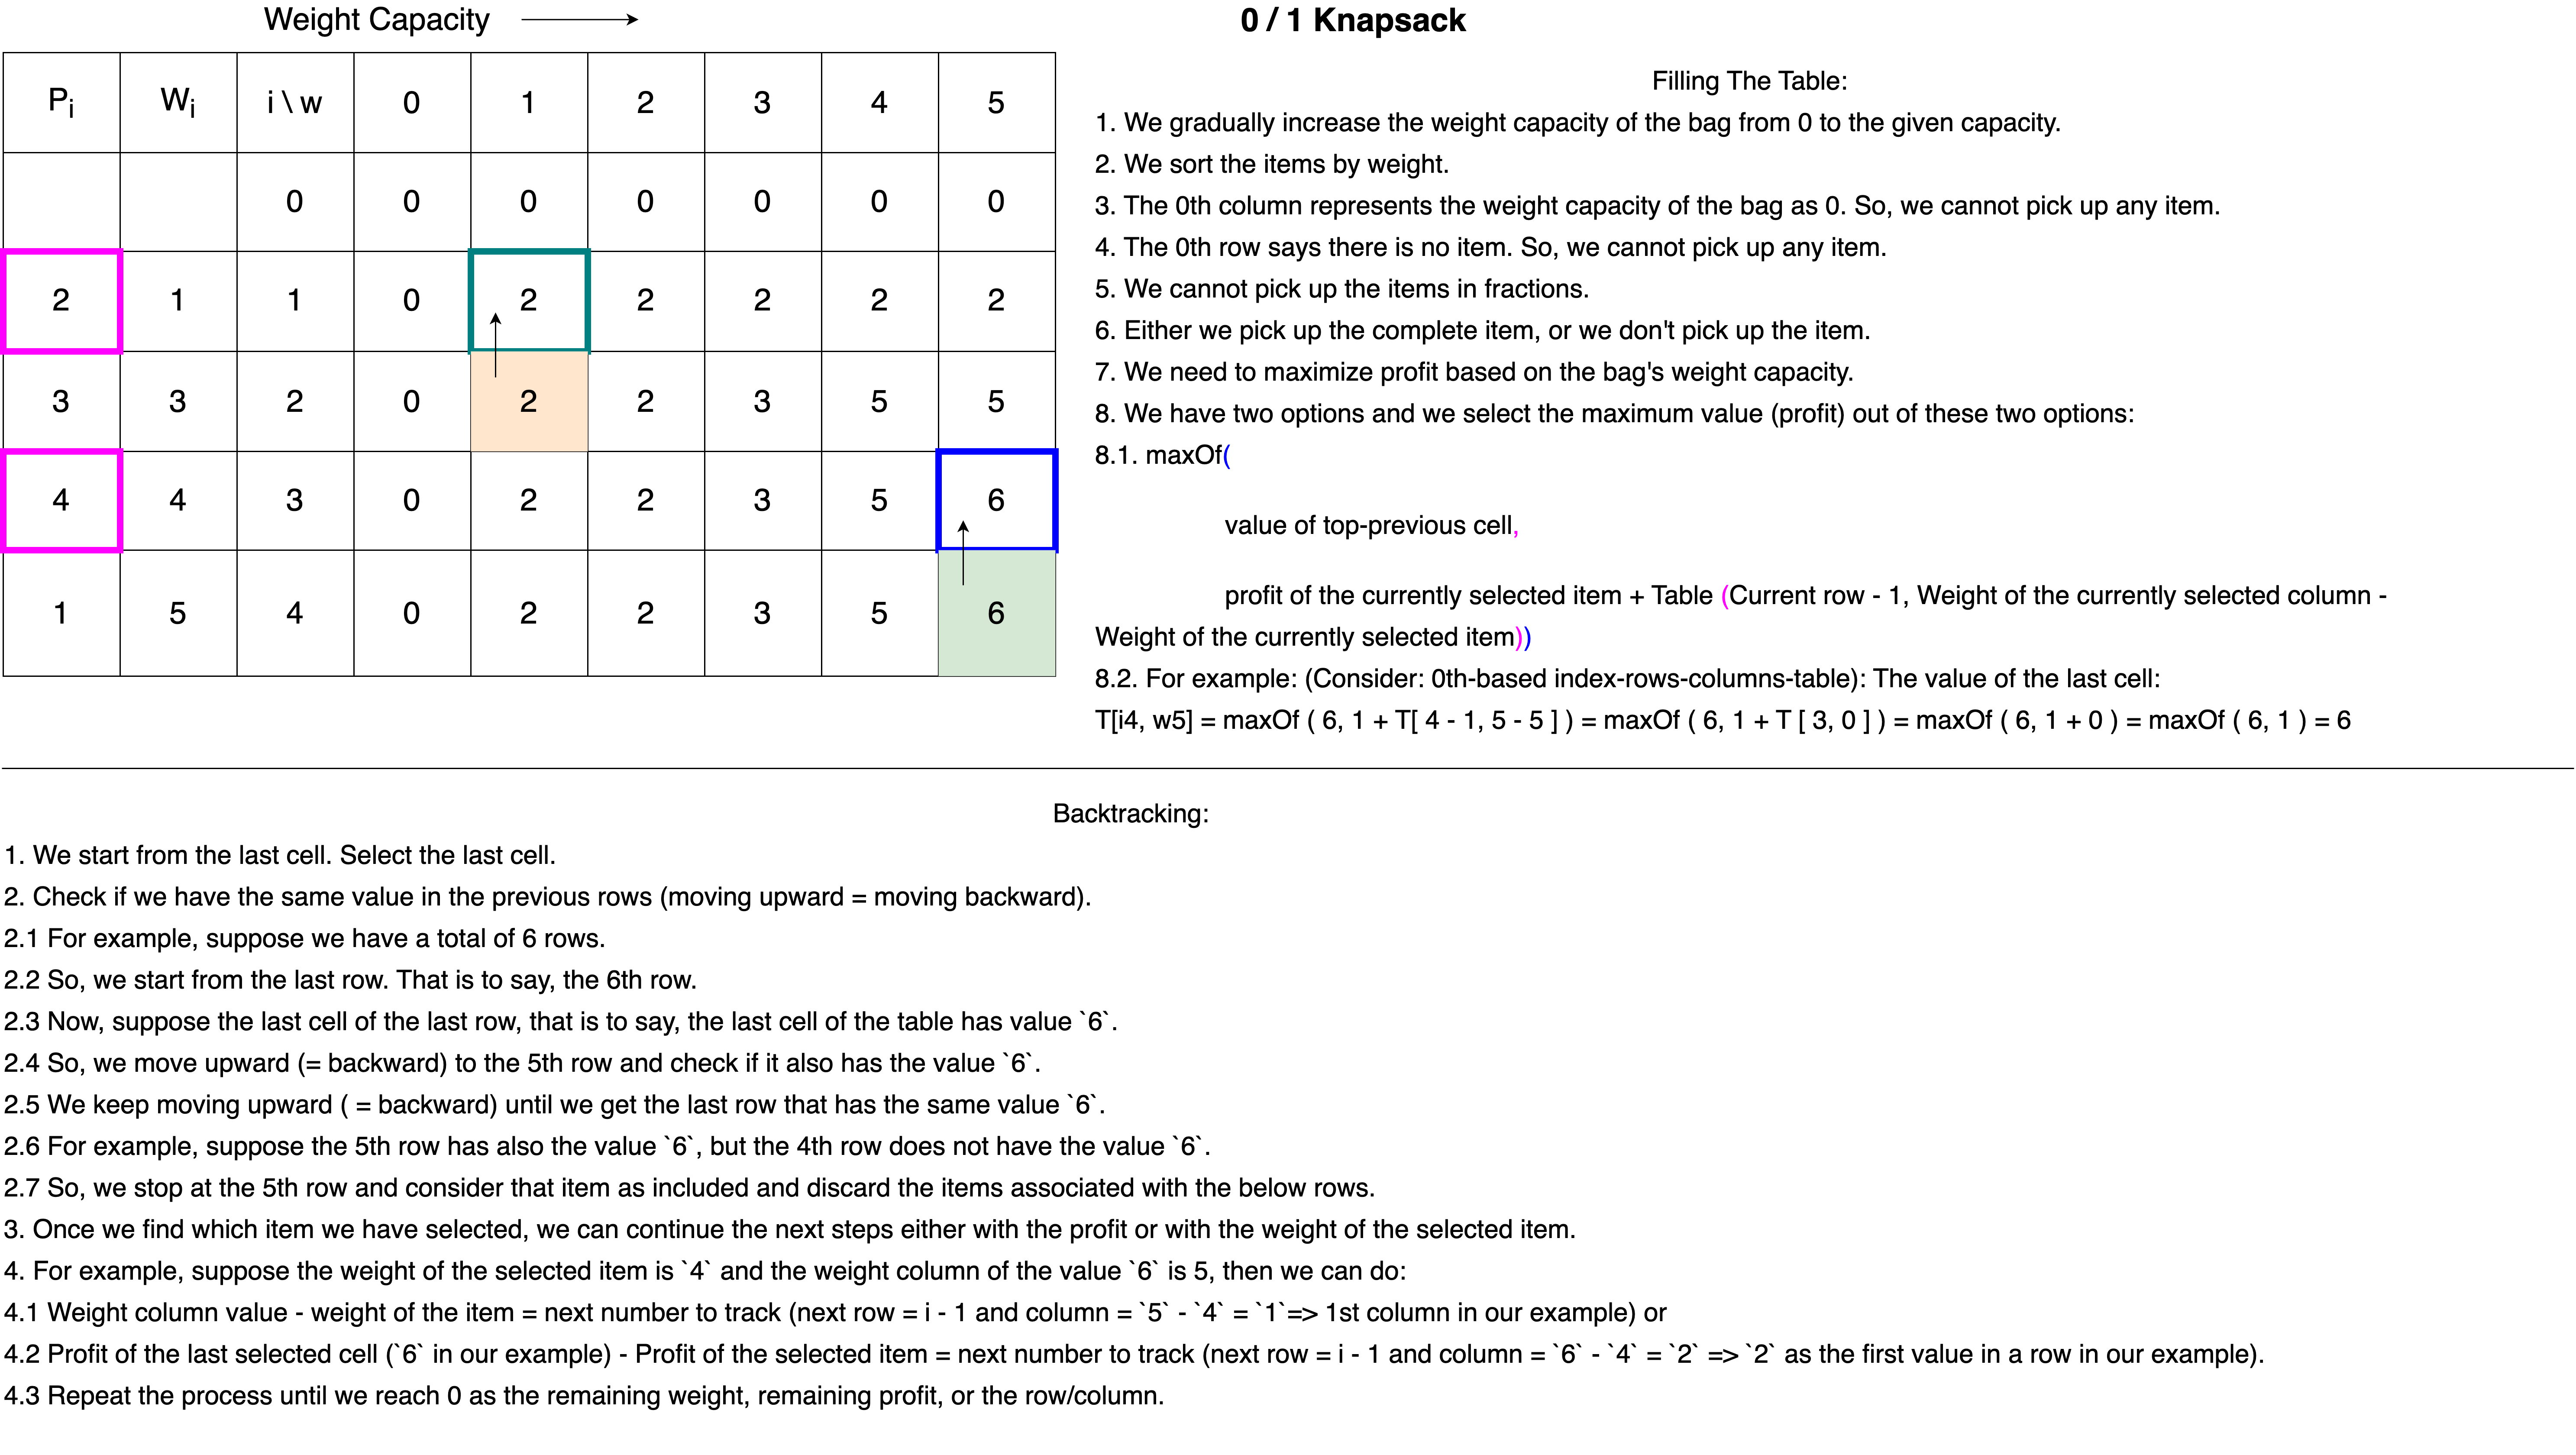 Weight Capacity
0 / 1 Knapsack
Pi Wi i \ w 0 1 2 3 4 5
0 0 0 0 0 0 0
2 1 1 0 2 2 2 2 2
3 3 2 0 2 2 3 5 5
4 4 3 0 2 2 3 5 6
1 5 4 0 2 2 3 5 6
Filling The Table:
1. We gradually increase the weight capacity of the bag from 0 to the given capacity.
2. We sort the items by weight.
3. The 0th column represents the weight capacity of the bag as 0. So, we cannot pick up any item.
4. The 0th row says there is no item. So, we cannot pick up any item.
5. We cannot pick up the items in fractions.
6. Either we pick up the complete item, or we don't pick up the item.
7. We need to maximize profit based on the bag's weight capacity.
8. We have two options and we select the maximum value (profit) out of these two options:
8.1. maxOf(
value of top-previous cell,
profit of the currently selected item + Table (Current row - 1, Weight of the currently selected column -
Weight of the currently selected item))
8.2. For example: (Consider: 0th-based index-rows-columns-table): The value of the last cell:
T[i4, w5] = maxOf ( 6, 1 + T[ 4 - 1, 5 - 5 ] ) = maxOf ( 6, 1 + T [ 3, 0 ] ) = maxOf ( 6, 1 + 0 ) = maxOf ( 6, 1 ) = 6
Backtracking:
1. We start from the last cell. Select the last cell.
2. Check if we have the same value in the previous rows (moving upward = moving backward).
2.1 For example, suppose we have a total of 6 rows.
2.2 So, we start from the last row. That is to say, the 6th row.
2.3 Now, suppose the last cell of the last row, that is to say, the last cell of the table has value `6`.
2.4 So, we move upward (= backward) to the 5th row and check if it also has the value `6`.
2.5 We keep moving upward ( = backward) until we get the last row that has the same value `6`.
2.6 For example, suppose the 5th row has also the value `6`, but the 4th row does not have the value `6`.
2.7 So, we stop at the 5th row and consider that item as included and discard the items associated with the below rows.
3. Once we find which item we have selected, we can continue the next steps either with the profit or with the weight of the selected item.
4. For example, suppose the weight of the selected item is `4` and the weight column of the value `6` is 5, then we can do:
4.1 Weight column value - weight of the item = next number to track (next row = i - 1 and column = `5` - `4` = `1`=> 1st column in our example) or
4.2 Profit of the last selected cell (`6` in our example) - Profit of the selected item = next number to track (next row = i - 1 and column = `6` - `4` = `2` => `2` as the first value in a row in our example).
4.3 Repeat the process until we reach 0 as the remaining weight, remaining profit, or the row/column.